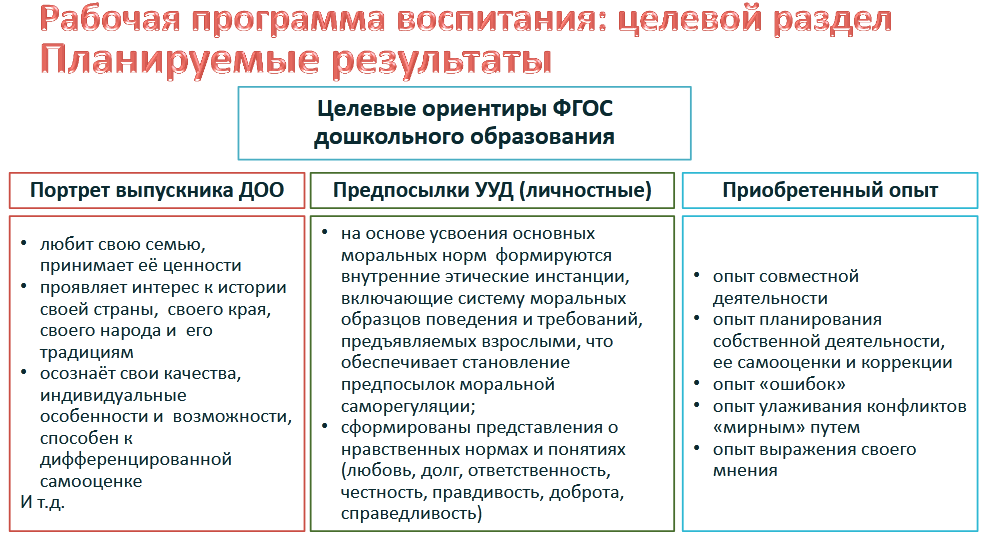 Рабочая программа воспитания: целевой раздел
Планируемые результаты
Целевые ориентиры ФГОС
дошкольного образования
Портрет выпускника ДОО
• любит свою семью,
принимает её ценности
• проявляет интерес к истории
своей страны, своего края,
своего народа и его
традициям
• осознаёт свои качества,
индивидуальные
особенности и возможности,
способен к
дифференцированной
самооценке
И т.д.
Предпосылки УУД (личностные)
• на основе усвоения основных
моральных норм формируются
внутренние этические инстанции,
включающие систему моральных
образцов поведения и требований,
предъявляемых взрослыми, что
обеспечивает становление
предпосылок моральной
саморегуляции;
• сформированы представления о
нравственных нормах и понятиях
(любовь, долг, ответственность,
честность, правдивость, доброта,
справедливость)
Приобретенный опыт
• опыт совместной
деятельности
• опыт планирования
собственной деятельности,
ее самооценки и коррекции
• опыт «ошибок»
• опыт улаживания конфликтов
«мирным» путем
• опыт выражения своего
мнения